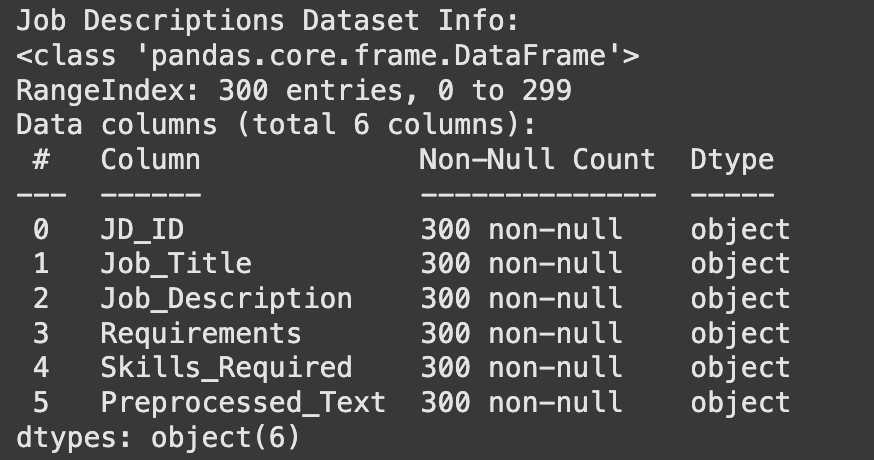 Job Descriptions Dataset Info:
<class 'pandas.core.frame.DataFrame'>
RangeIndex: 300 entries, 0 to 299
Data columns (total 6 columns):
 #   Column             Non-Null Count  Dtype
---  ------             --------------  -----
 0   JD_ID              300 non-null    object
 1   Job_Title          300 non-null    object
 2   Job_Description    300 non-null    object
 3   Requirements       300 non-null    object
 4   Skills_Required    300 non-null    object
 5   Preprocessed_Text  300 non-null    object
dtypes: object(6)